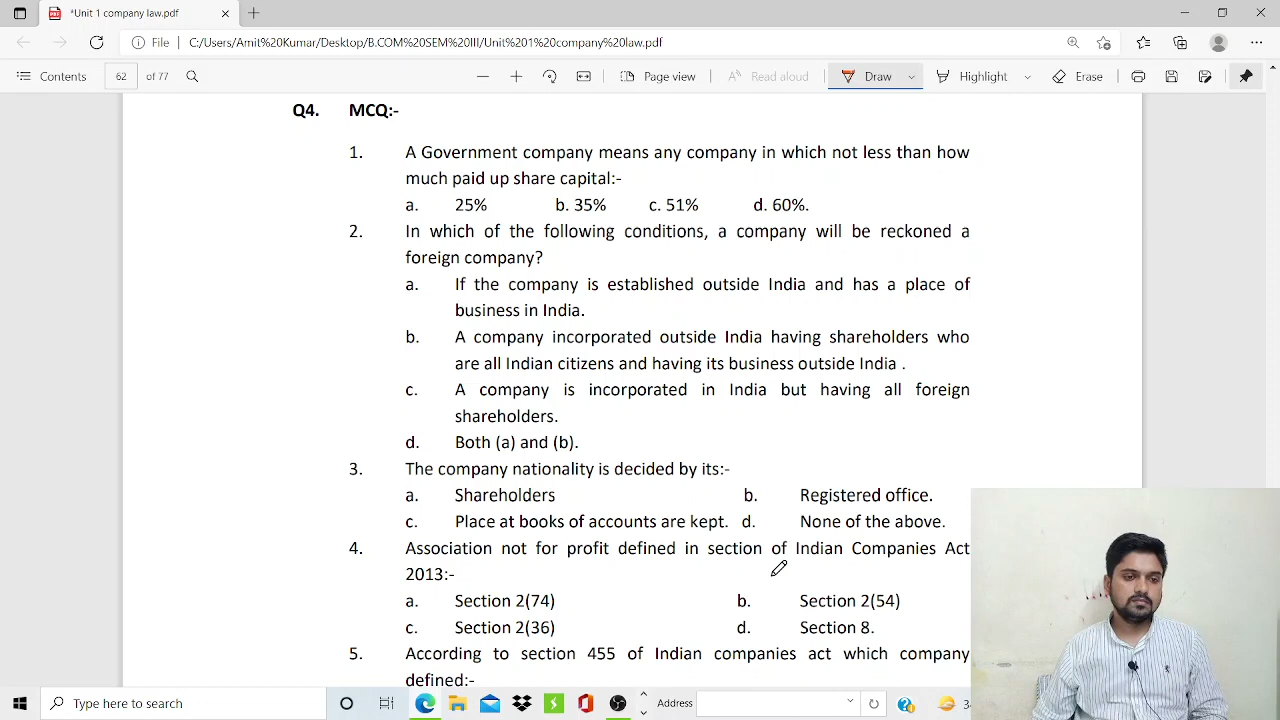 *Unit 1 company law.pdf
File C:/Users/Amit%20Kumar/Desktop/B.COM%20SEM%20III/Unit%201%20company%20law.pdf
Contents 62 of 77 Page view Read aloud Draw Highlight Erase
Q4. MCQ:-
1. A Government company means any company in which not less than how
much paid up share capital:-
a. 25% b. 35% c. 51% d. 60%.
2. In which of the following conditions, a company will be reckoned a
foreign company?
a. If the company is established outside India and has a place of
business in India.
b. A company incorporated outside India having shareholders who
are all Indian citizens and having its business outside India .
c. A company is incorporated in India but having all foreign
shareholders.
d. Both (a) and (b).
3. The company nationality is decided by its:-
a. Shareholders b. Registered office.
c. Place at books of accounts are kept. d. None of the above.
4. Association not for profit defined in section of Indian Companies Act
2013:-
a. Section 2(74) b. Section 2(54)
c. Section 2(36) d. Section 8.
5. According to section 455 of Indian companies act which company
defined:-
Type here to search Address 3